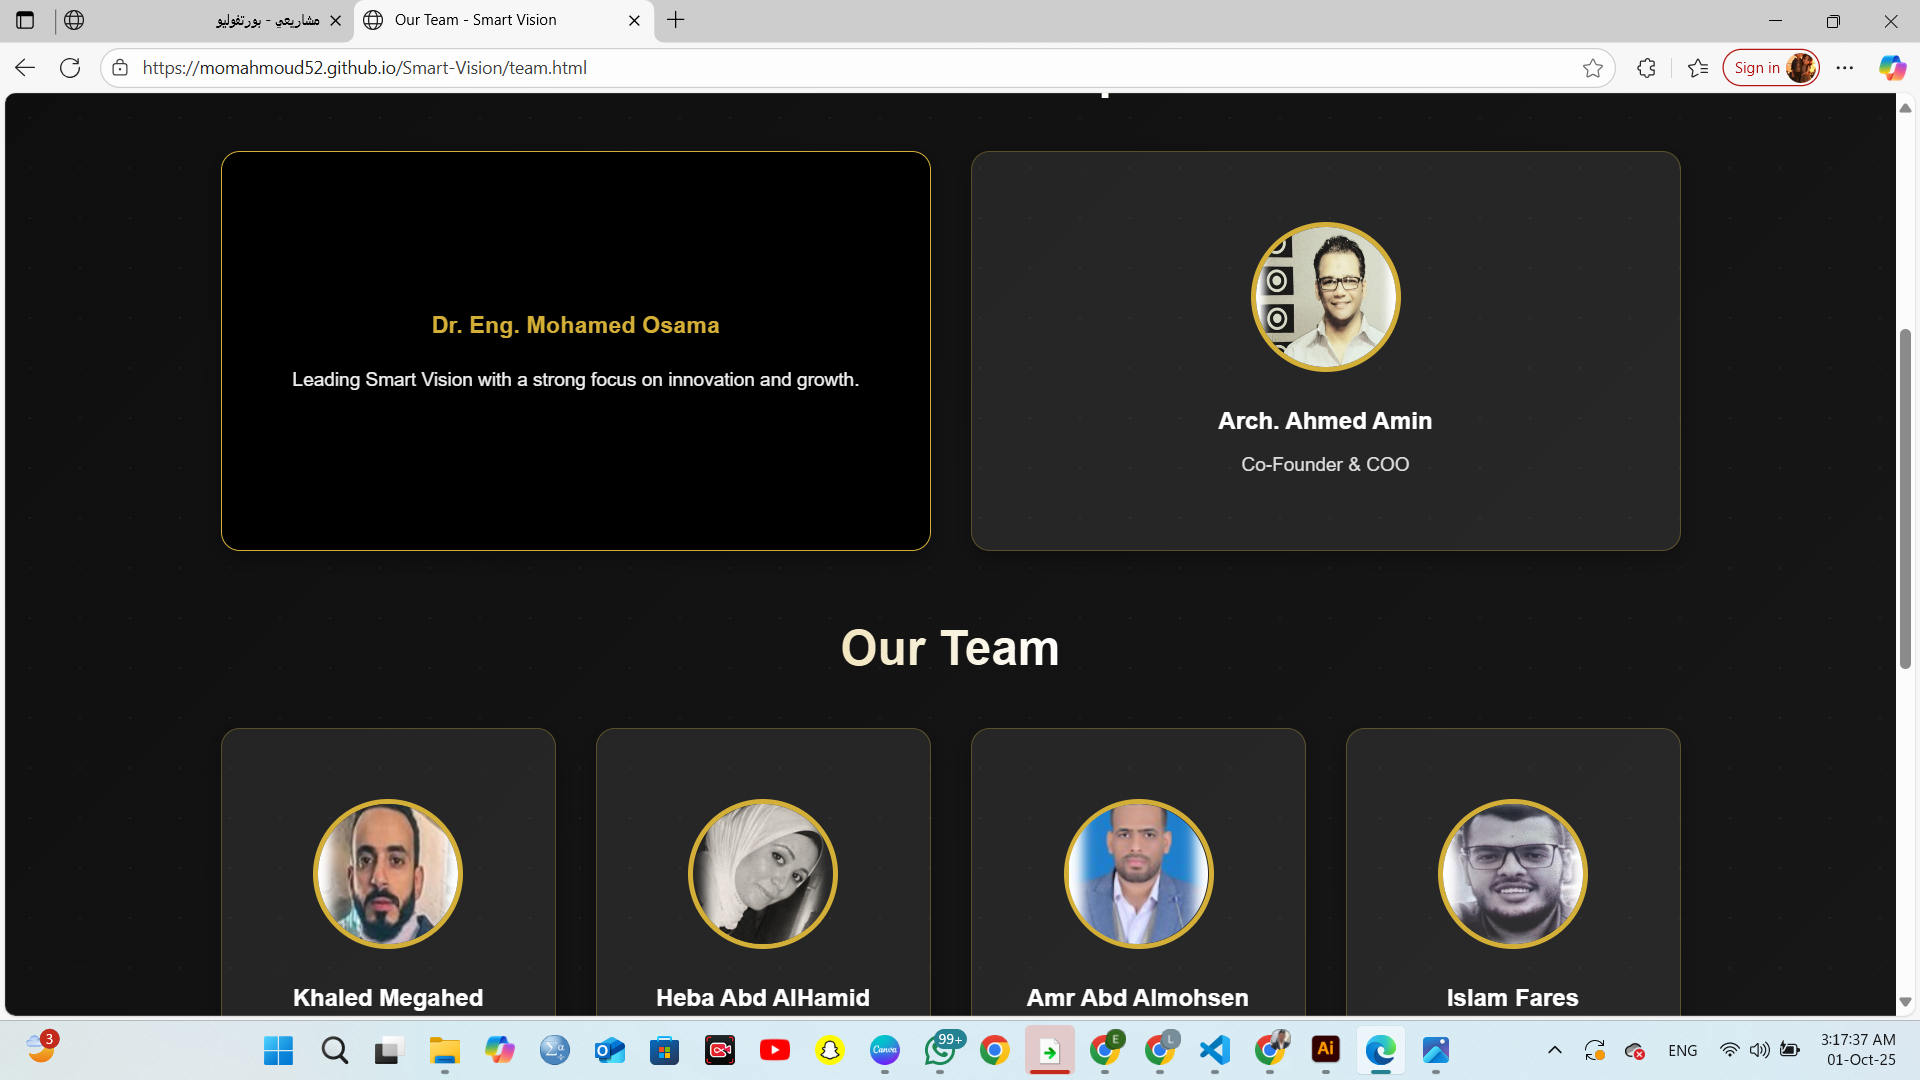 مشاريعي - بورتفوليو
Our Team - Smart Vision
https://momahmoud52.github.io/Smart-Vision/team.html
Sign in
Dr. Eng. Mohamed Osama
Leading Smart Vision with a strong focus on innovation and growth.
Arch. Ahmed Amin
Co-Founder & COO
Our Team
Khaled Megahed
Heba Abd AlHamid
Amr Abd Almohsen
Islam Fares
3
Σα
Canva
99+
E
L
Ai
ENG
3:17:37 AM
01-Oct-25